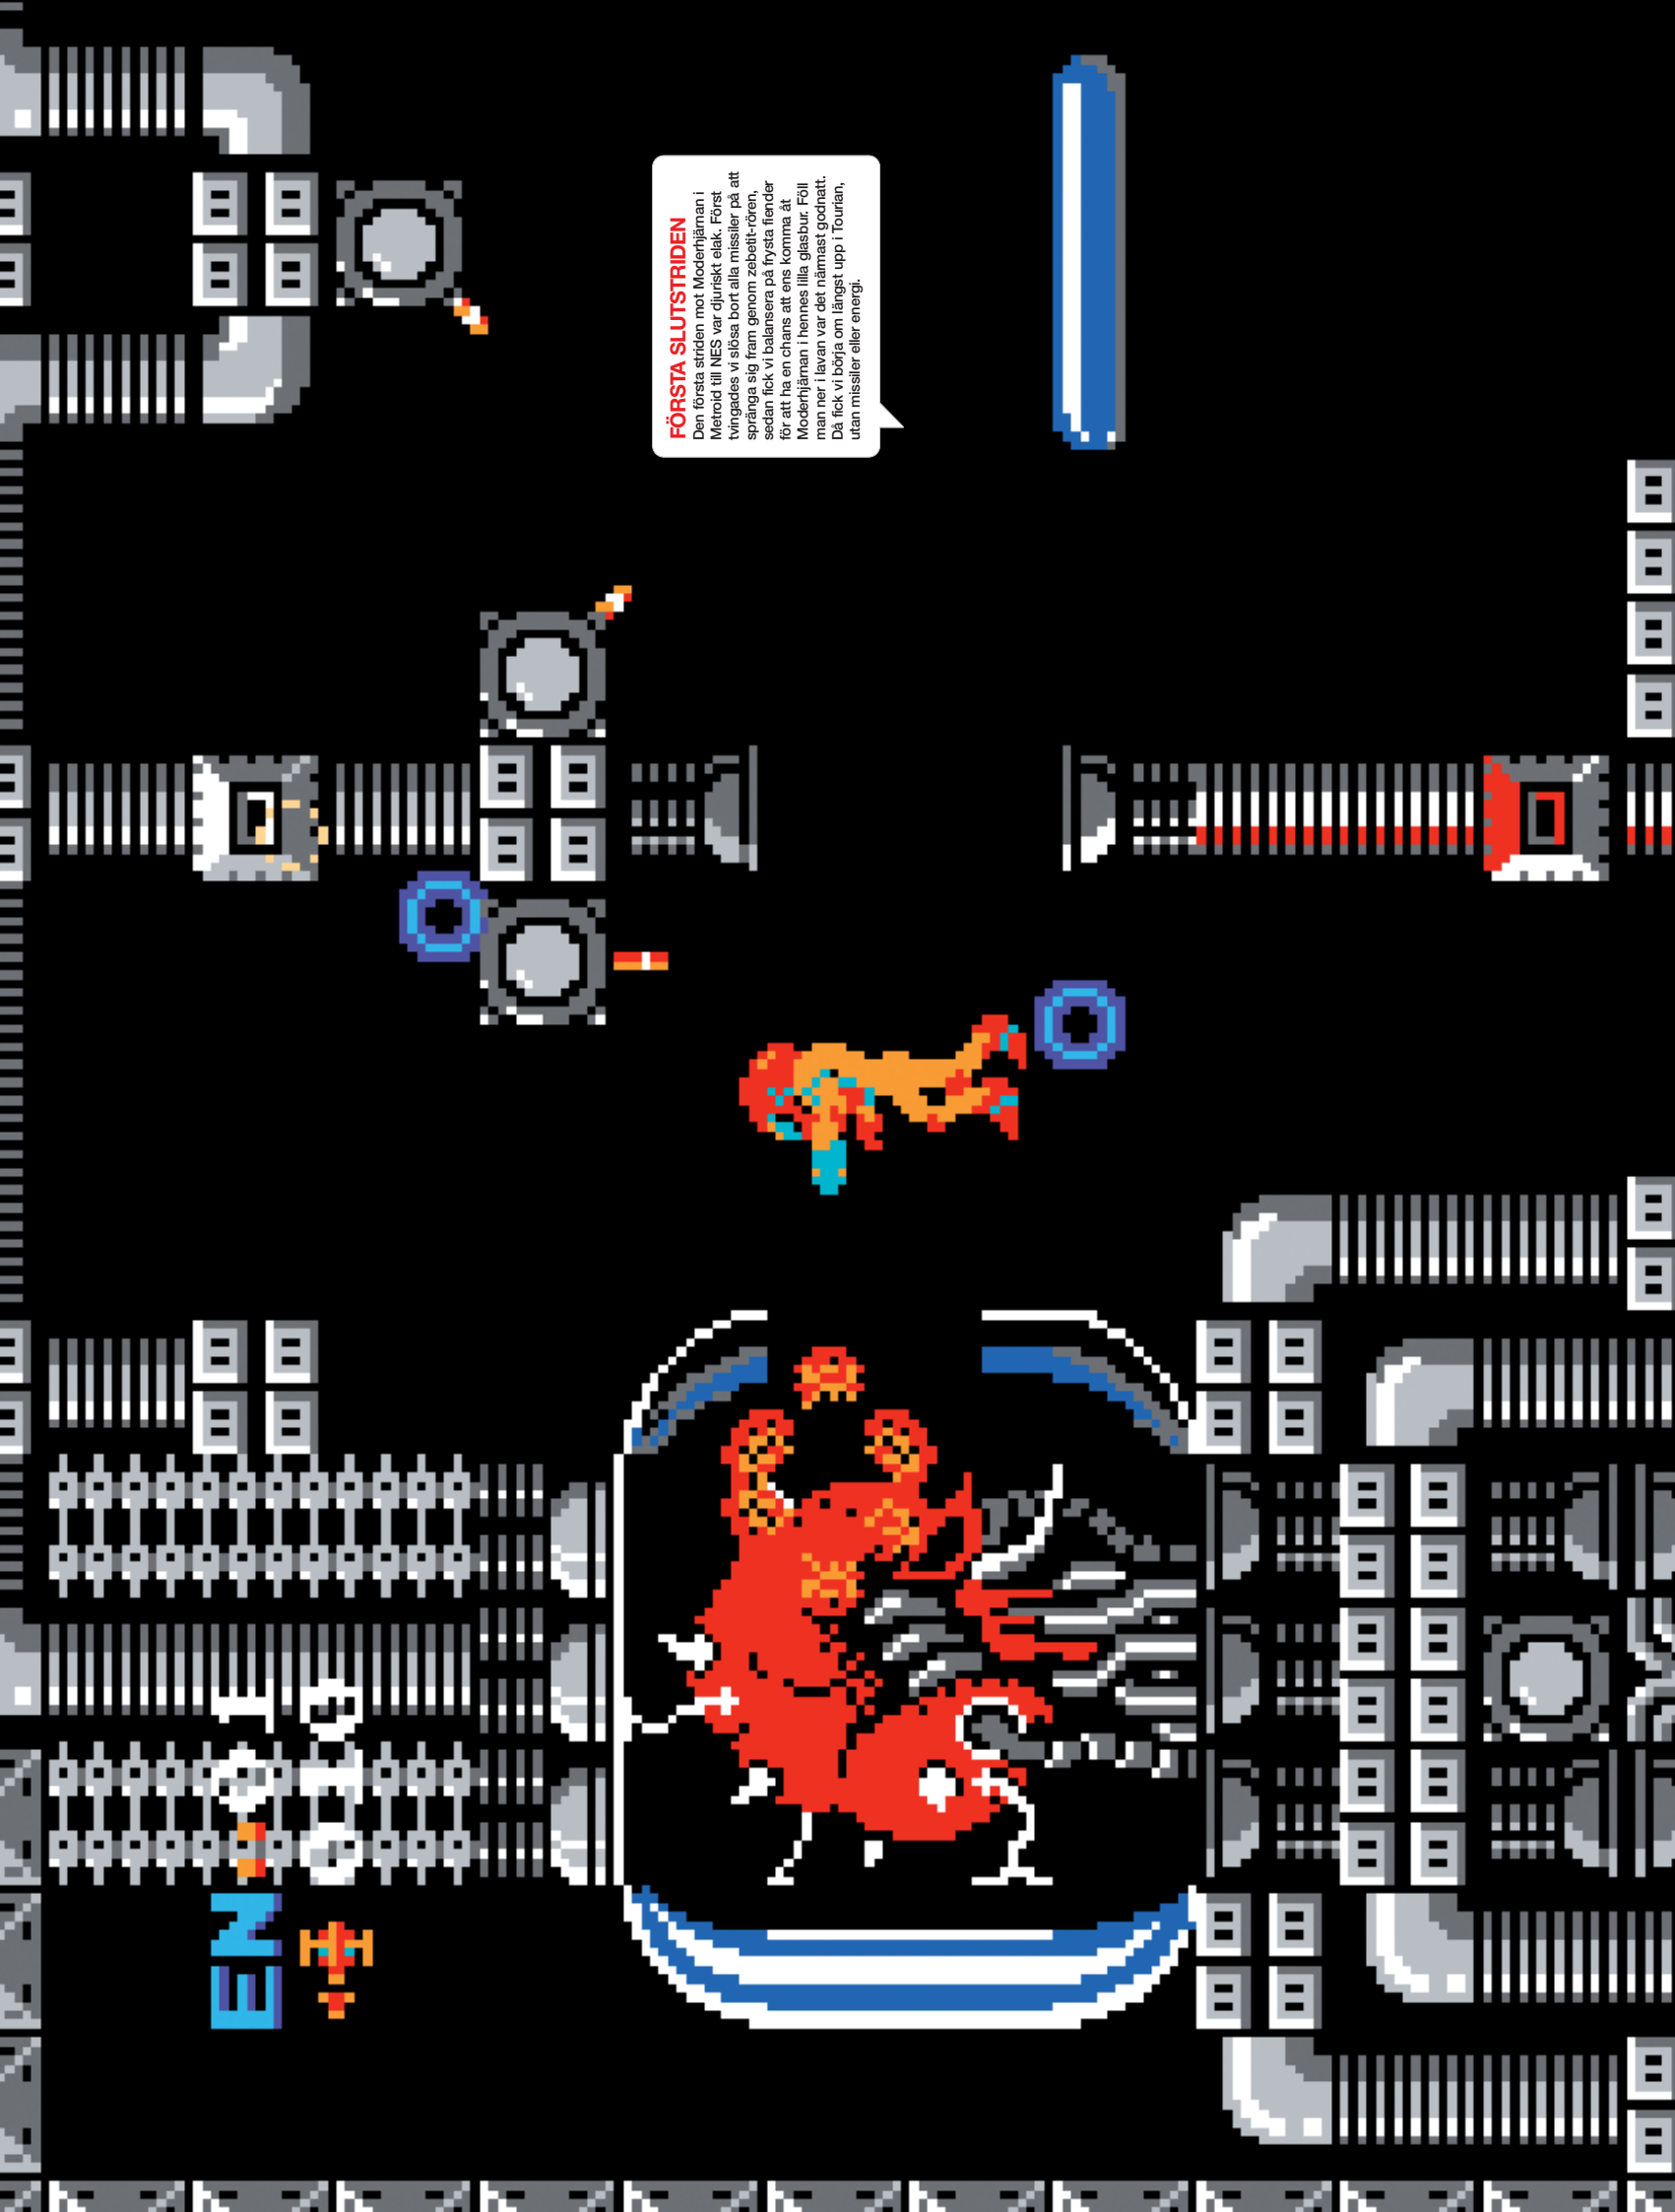 EN 01
FÖRSTA SLUTSTRIDEN
Den första striden mot Moderhjärnan i
Metroid till NES var djuriskt elak. Först
tvingades vi slösa bort alla missiler på att
spränga sig fram genom zebetit-rören,
sedan fick vi balansera på frysta fiender
för att ha en chans att ens komma åt
Moderhjärnan i hennes lilla glasbur. Föll
man ner i lavan var det närmast godnatt.
Då fick vi börja om längst upp i Tourian,
utan missiler eller energi.